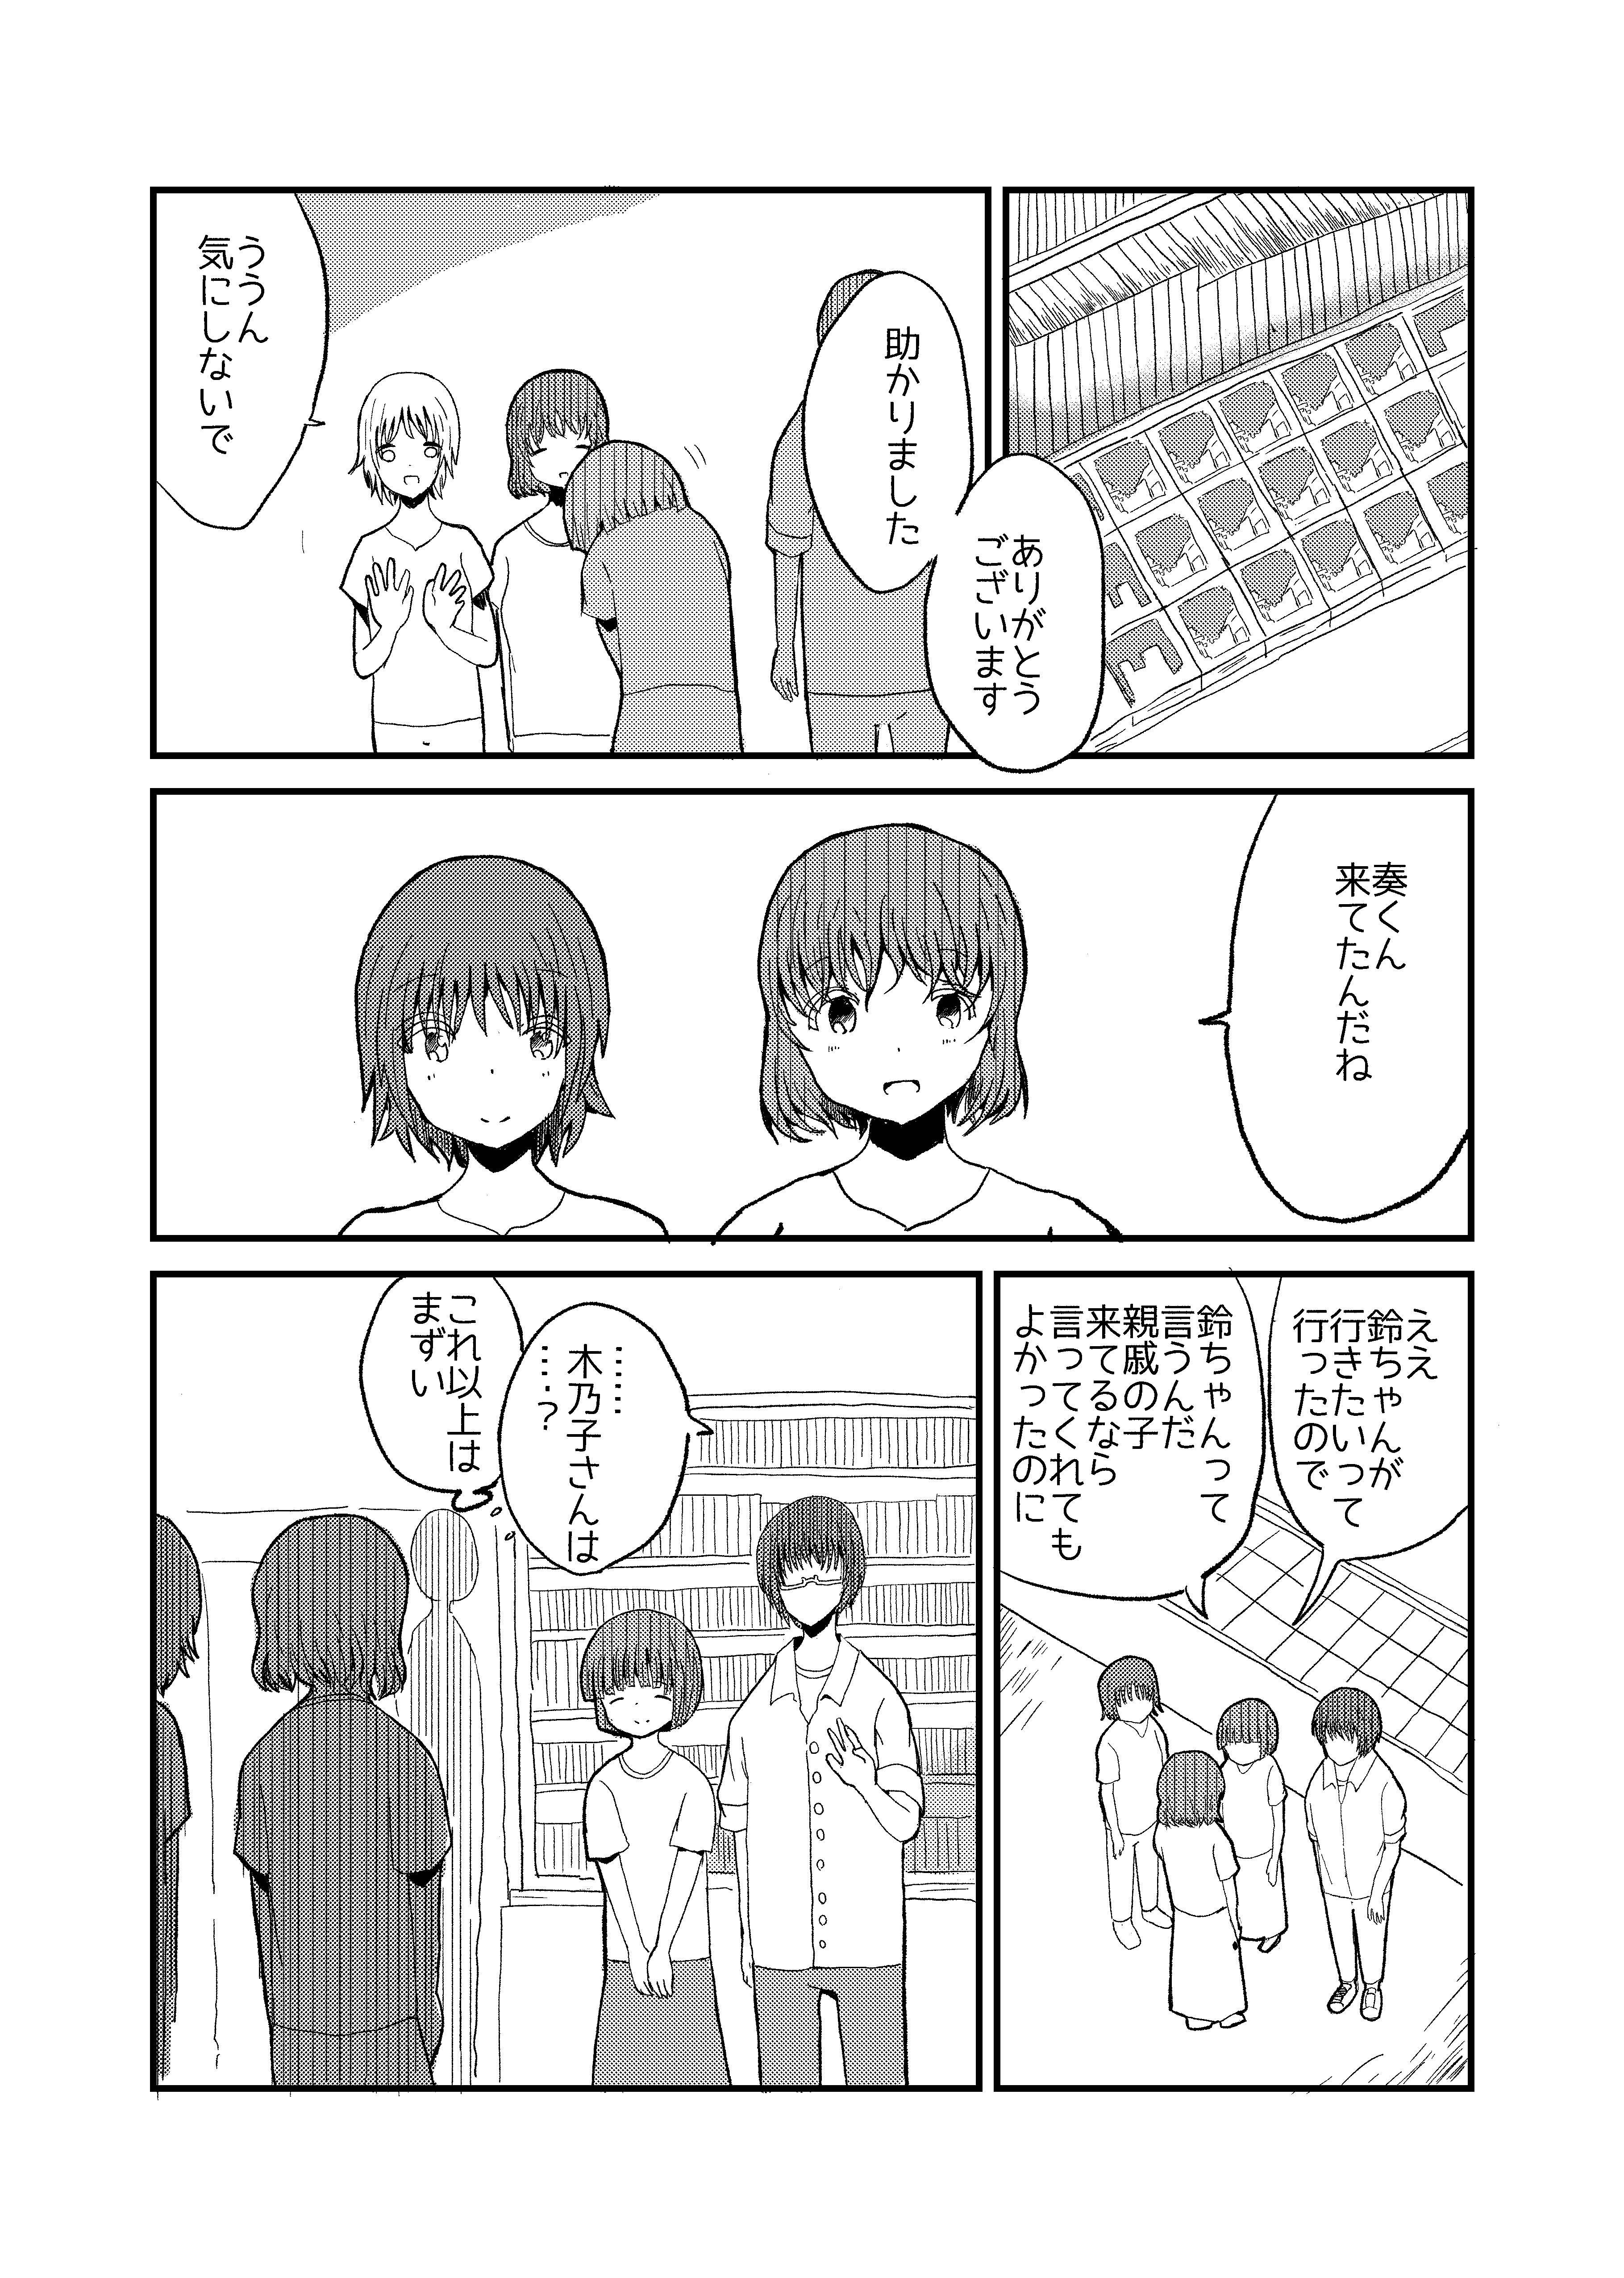 ありがとう
ございます
助かりました
ううん
気にしないで
奏くん
来てたんだね
ええ
鈴ちゃんが
行きたいって
行ったので
鈴ちゃんって
言うんだ
親戚の子
来てるなら
言ってくれても
よかったのに
……
木乃子さんは
…?
これ以上は
まずい